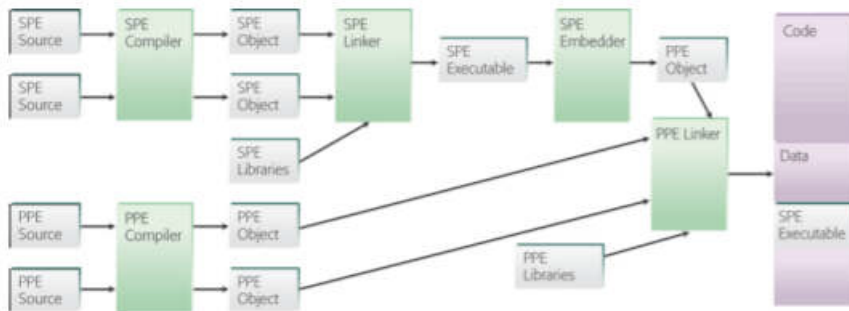 SPE
Source
SPE
Compiler
SPE
Object
SPE
Linker
SPE
Executable
SPE
Embedder
PPE
Object
Code
SPE
Source
SPE
Object
SPE
Libraries
PPE Linker
Data
PPE
Source
PPE
Compiler
PPE
Object
SPE
Executable
PPE
Source
PPE
Object
PPE
Libraries